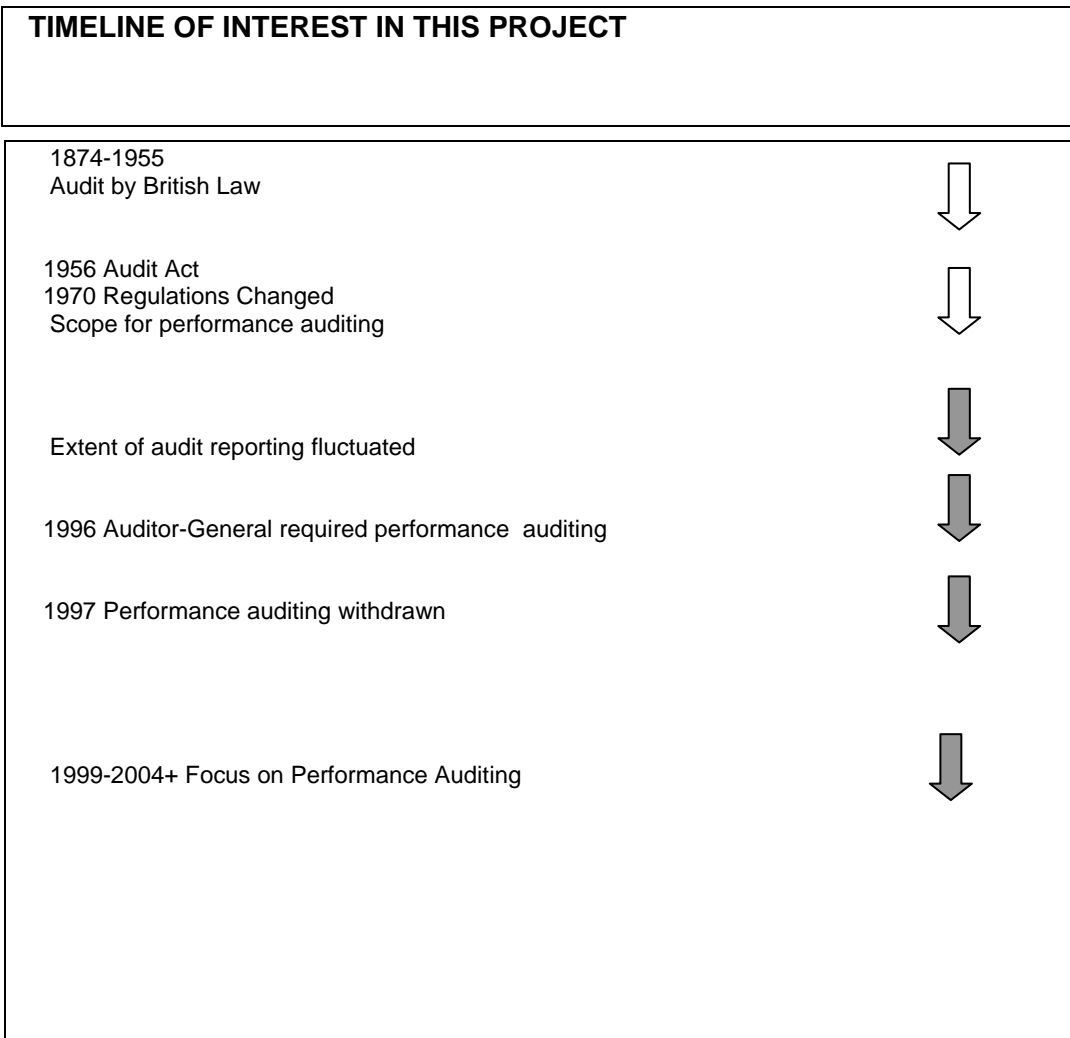 TIMELINE OF INTEREST IN THIS PROJECT
1874-1955
Audit by British Law
1956 Audit Act
1970 Regulations Changed
Scope for performance auditing
Extent of audit reporting fluctuated
1996 Auditor-General required performance auditing
1997 Performance auditing withdrawn
1999-2004+ Focus on Performance Auditing